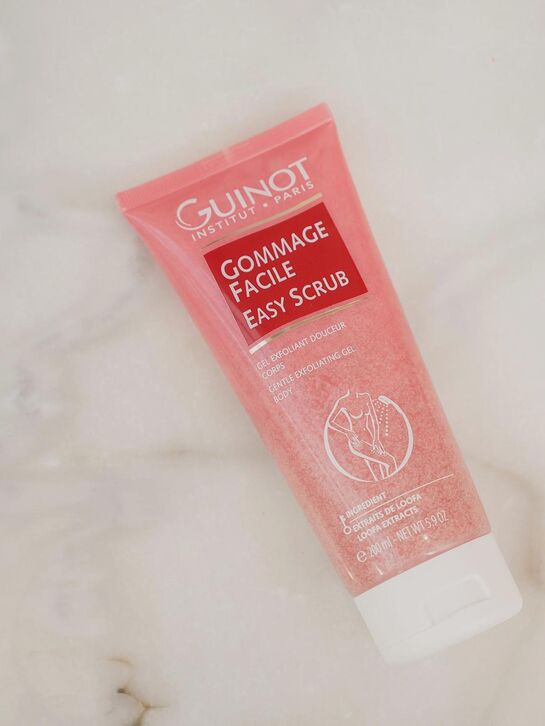 GUINOT
INSTITUT • PARIS
GOMMAGE
FACILE
EASY SCRUB
GEL EXFOLIANT DOUCEUR
CORPS
GENTLE EXFOLIATING GEL
BODY
INGREDIENT
EXTRAITS DE LOOFA
LOOFA EXTRACTS
e 200 ml - NET WT 5.9 OZ.